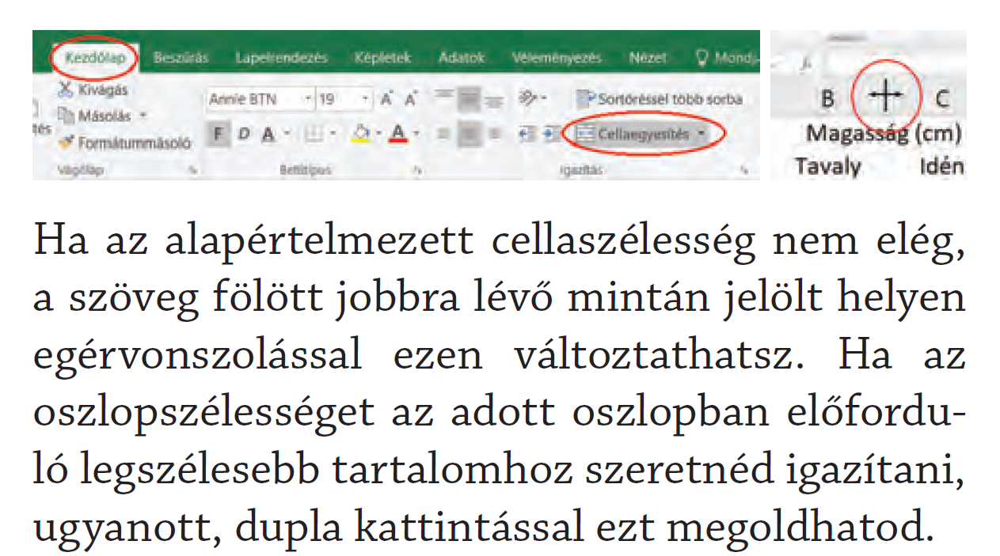 Kezdőlap Beszúrás Lapelrendezés Képletek Adatok Véleményezés Nézet Mondj
Kivágás
Annie BTN 19 A A Sortöréssel több sorba
Másolás
tés
F D A A Cellaegyesítés
Formátummásoló
Vágólap Betűtípus Igazítás
fx
B C
Magasság (cm)
Tavaly Idén
Ha az alapértelmezett cellaszélesség nem elég,
a szöveg fölött jobbra lévő mintán jelölt helyen
egérvonszolással ezen változtathatsz. Ha az
oszlopszélességet az adott oszlopban előfordu-
ló legszélesebb tartalomhoz szeretnéd igazítani,
ugyanott, dupla kattintással ezt megoldhatod.